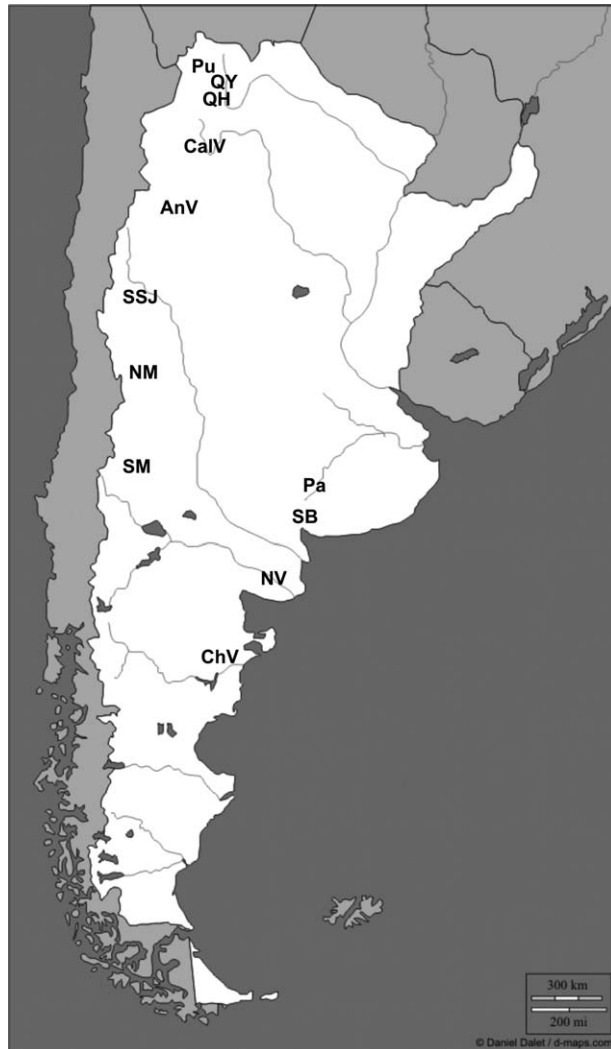 Pu
QY
QH
CalV
AnV
SSJ
NM
SM
Pa
SB
NV
ChV
300 km
200 mi
© Daniel Dalet / d-maps.com